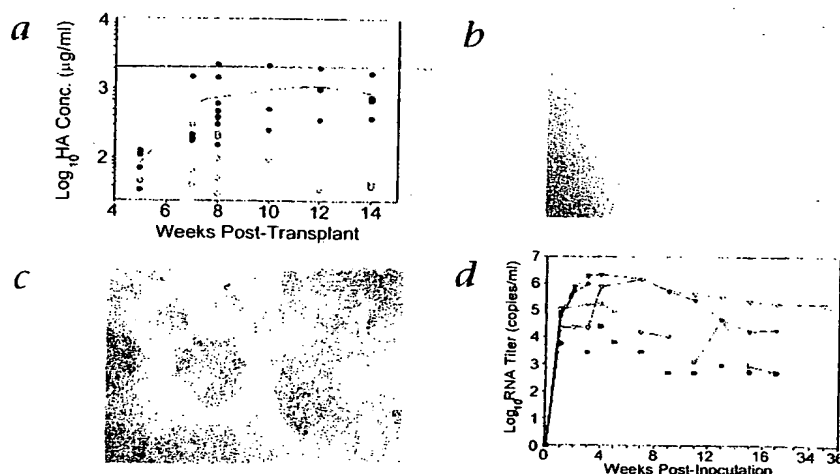 a
b
4
3
2
Log10HA Conc. (µg/ml)
4 6 8 10 12 14
Weeks Post-Transplant
c
d
7
6
5
4
3
2
1
0
Log10RNA Titer (copies/ml)
0 4 8 12 16 34 36
Weeks Post-Inoculation